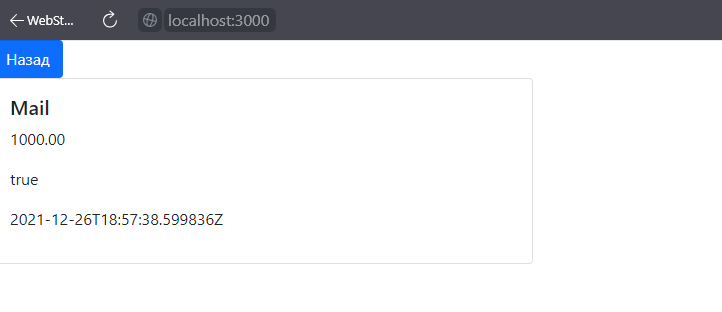 WebSt...
localhost:3000
Назад
Mail
1000.00
true
2021-12-26T18:57:38.599836Z